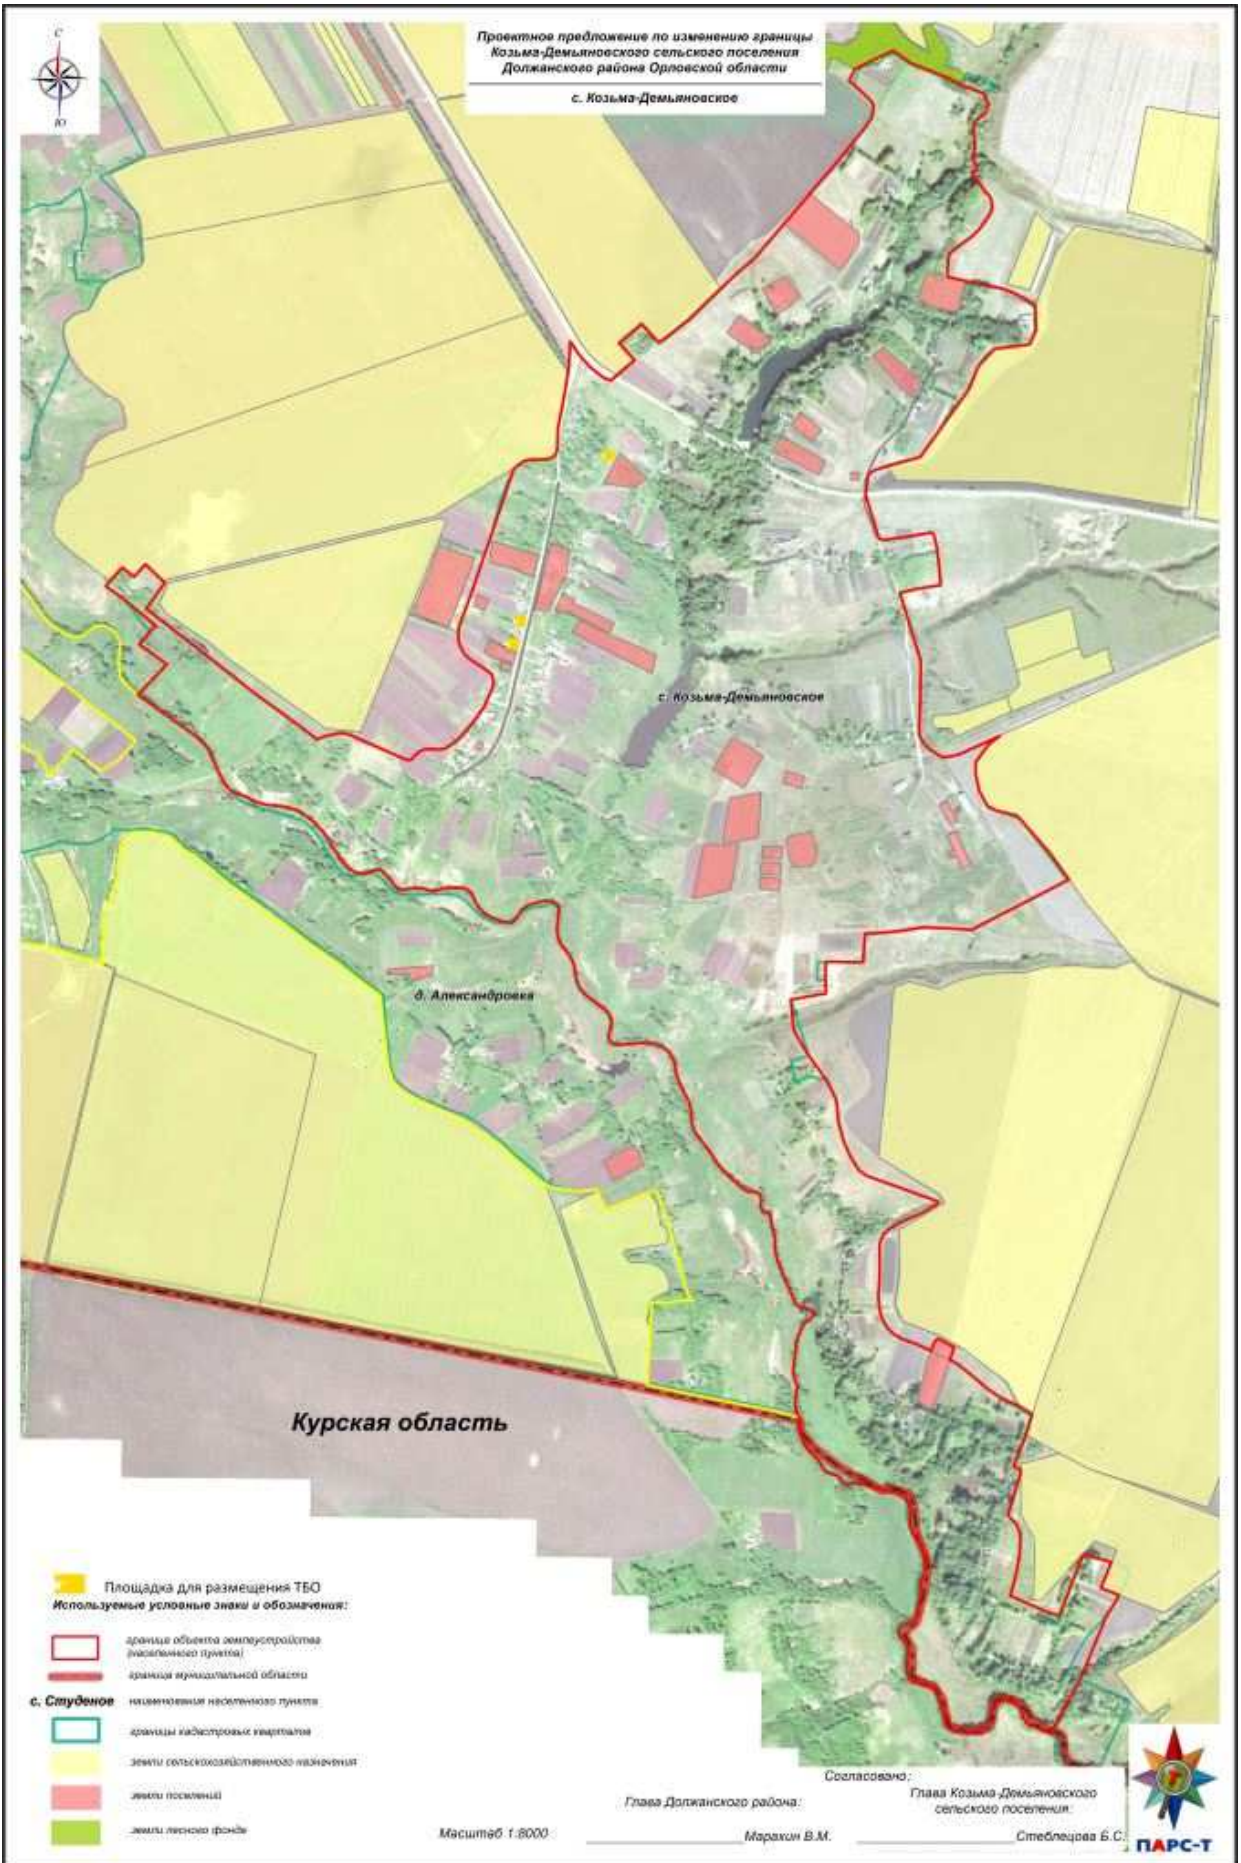 С
Ю
Проектное предложение по изменению границы
Козьма-Демьяновского сельского поселения
Должанского района Орловской области
с. Козьма-Демьяновское
с. Козьма-Демьяновское
д. Александровка
Курская область
Площадка для размещения ТБО
Используемые условные знаки и обозначения:
граница объекта землеустройства
(населенного пункта)
граница муниципальной области
с. Студеное наименование населенного пункта
границы кадастровых кварталов
земли сельскохозяйственного назначения
земли поселений
земли лесного фонда
Масштаб 1:8000
Согласовано:
Глава Должанского района:
Марахин В.М.
Глава Козьма-Демьяновского
сельского поселения:
Стеблецова Б.С.
ПАРС-Т